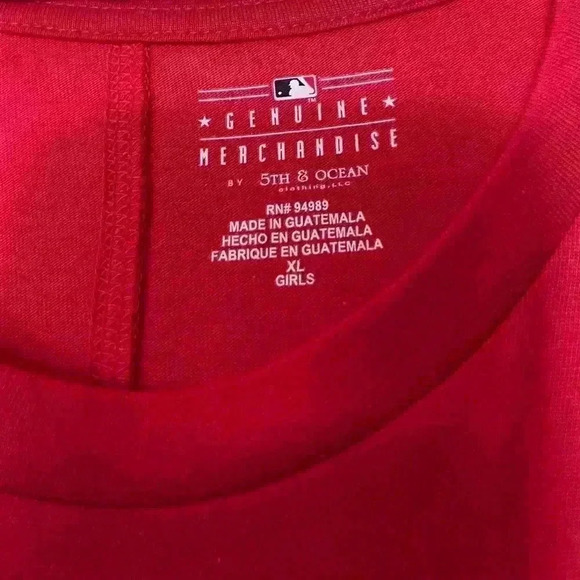 TM
★ GENUINE ★
MERCHANDISE
BY 5TH & OCEAN
clothing, LLC
RN# 94989
MADE IN GUATEMALA
HECHO EN GUATEMALA
FABRIQUE EN GUATEMALA
XL
GIRLS